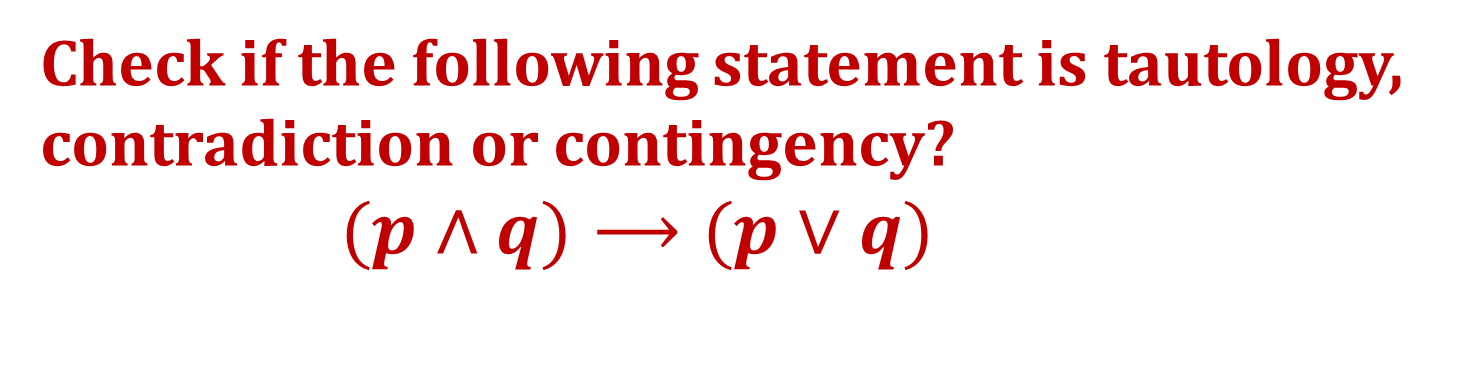 Check if the following statement is tautology,
contradiction or contingency?
(p ∧ q) ⟶ (p ∨ q)